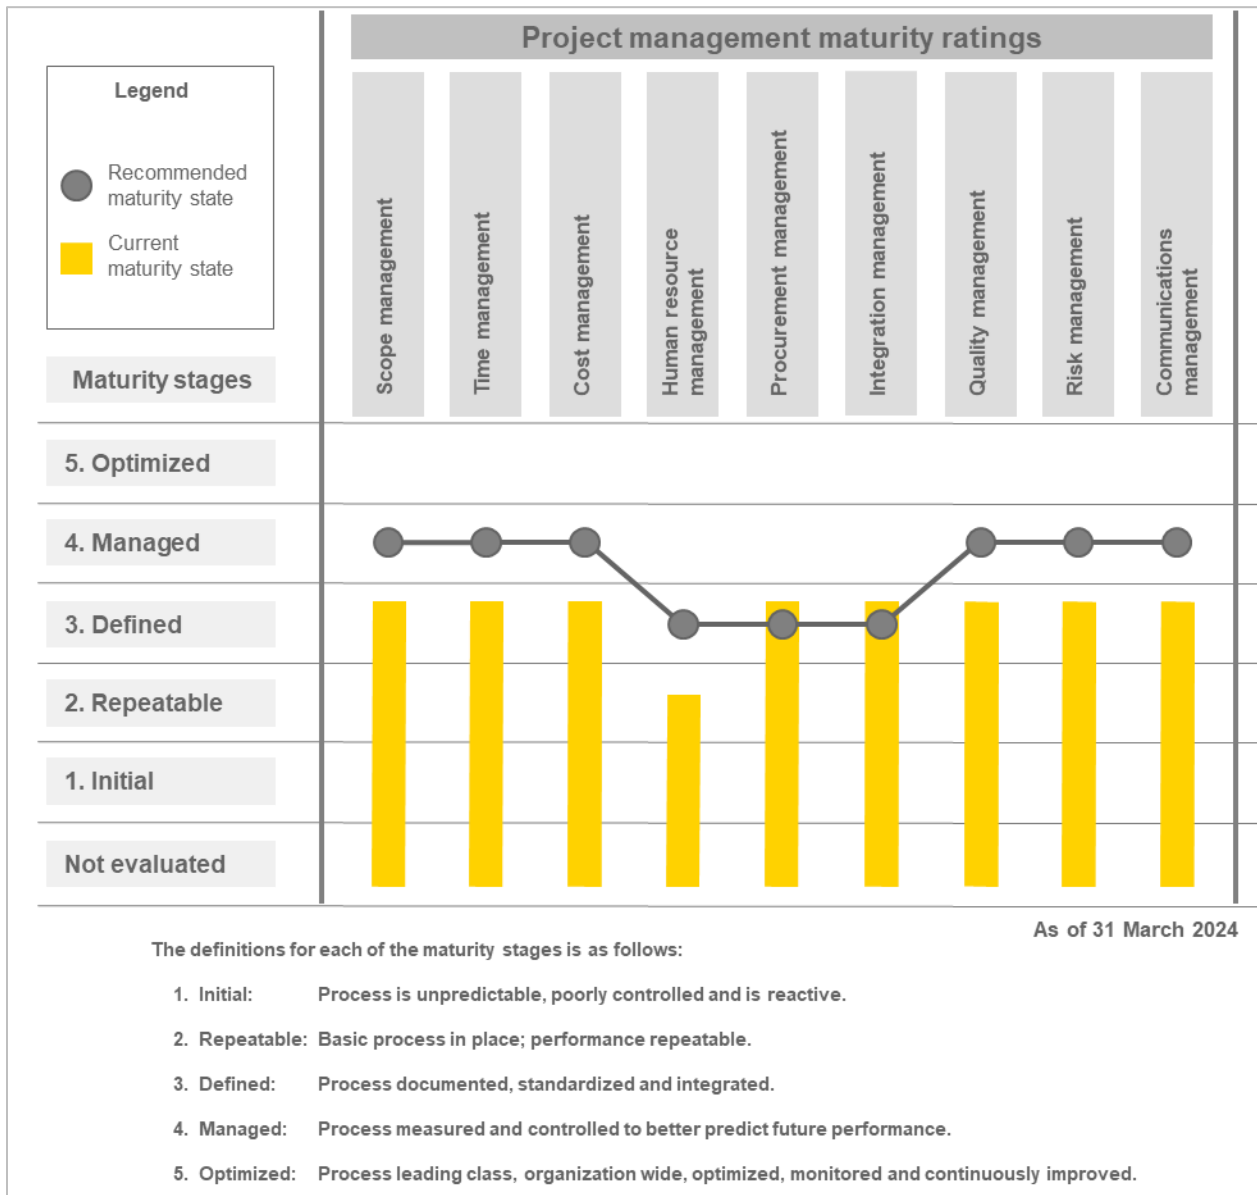 Project management maturity ratings
Legend
Recommended
maturity state
Current
maturity state
Scope management
Time management
Cost management
Human resource
management
Procurement management
Integration management
Quality management
Risk management
Communications
management
Maturity stages
5. Optimized
4. Managed
3. Defined
2. Repeatable
1. Initial
Not evaluated
As of 31 March 2024
The definitions for each of the maturity stages is as follows:
1. Initial: Process is unpredictable, poorly controlled and is reactive.
2. Repeatable: Basic process in place; performance repeatable.
3. Defined: Process documented, standardized and integrated.
4. Managed: Process measured and controlled to better predict future performance.
5. Optimized: Process leading class, organization wide, optimized, monitored and continuously improved.